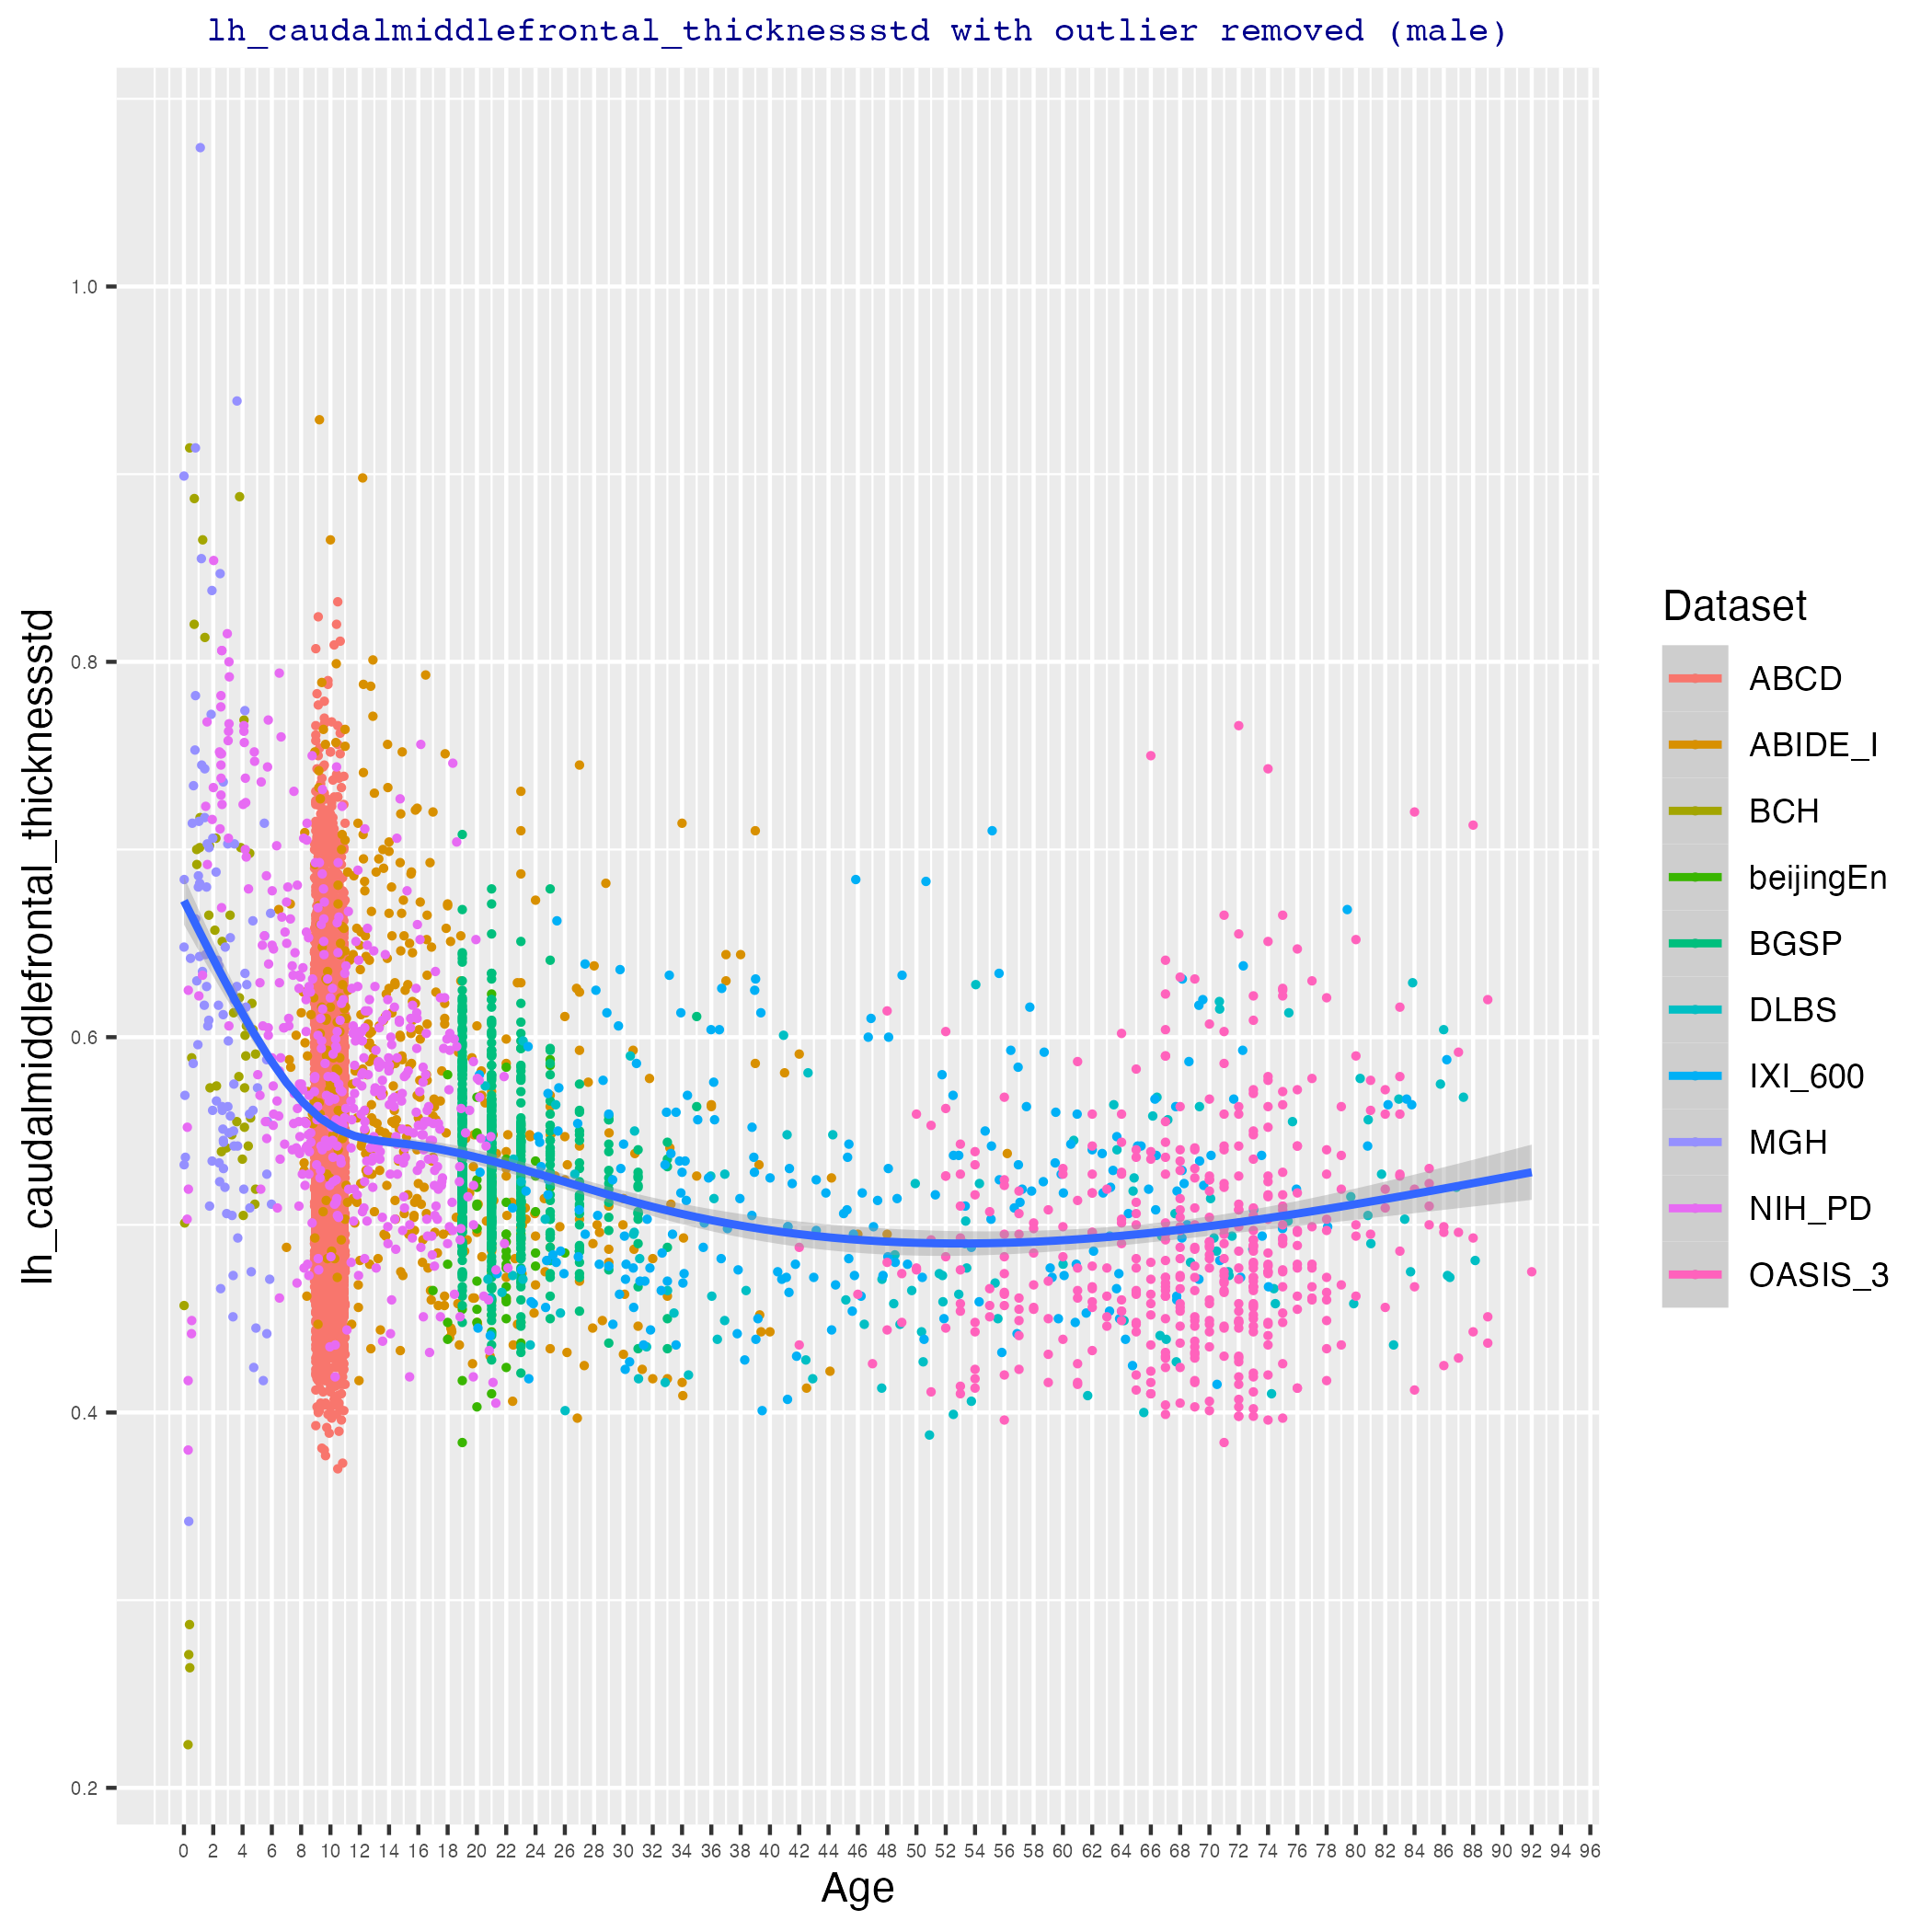 lh_caudalmiddlefrontal_thicknessstd with outlier removed (male)
lh_caudalmiddlefrontal_thicknessstd
1.0
0.8
0.6
0.4
0.2
0 2 4 6 8 10 12 14 16 18 20 22 24 26 28 30 32 34 36 38 40 42 44 46 48 50 52 54 56 58 60 62 64 66 68 70 72 74 76 78 80 82 84 86 88 90 92 94 96
Age
Dataset
ABCD
ABIDE_I
BCH
beijingEn
BGSP
DLBS
IXI_600
MGH
NIH_PD
OASIS_3